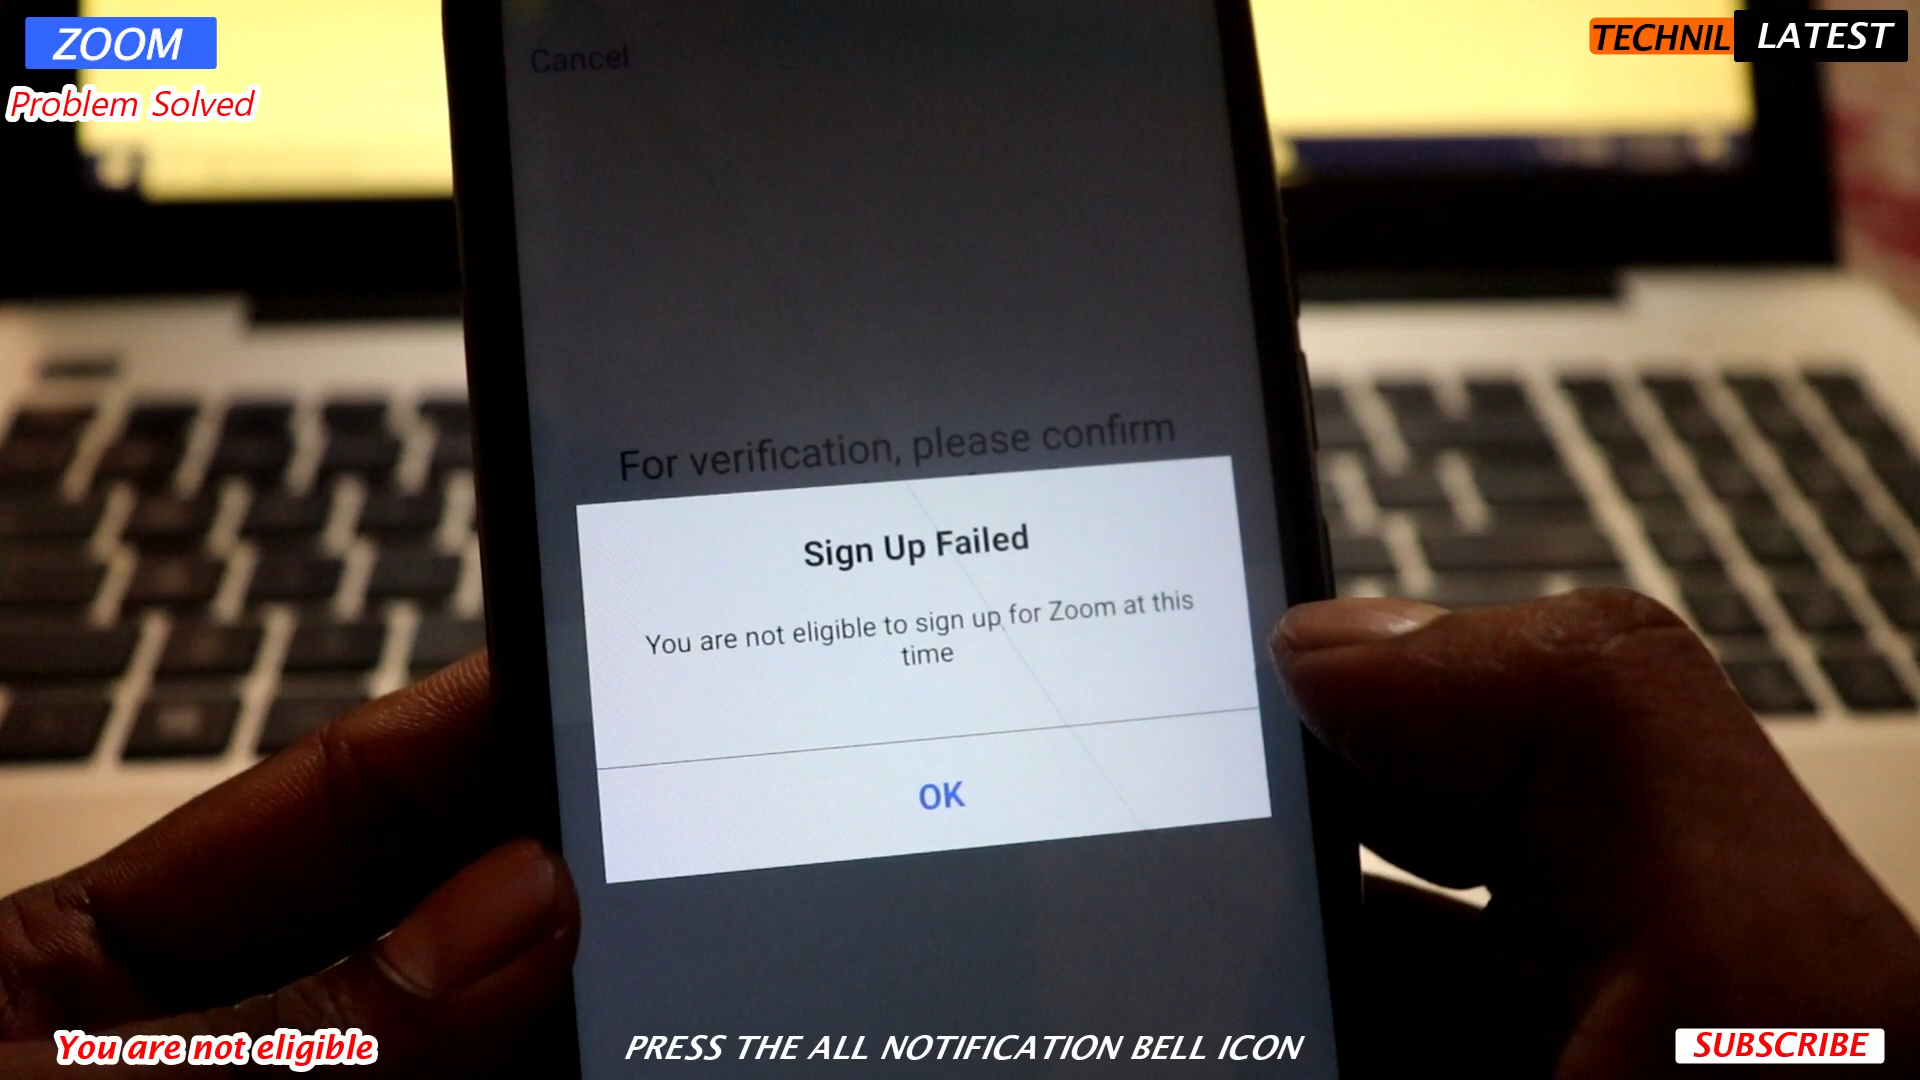 ZOOM
Problem Solved
TECHNIL LATEST
Cancel
For verification, please confirm
Sign Up Failed
You are not eligible to sign up for Zoom at this
time
OK
You are not eligible
PRESS THE ALL NOTIFICATION BELL ICON
SUBSCRIBE